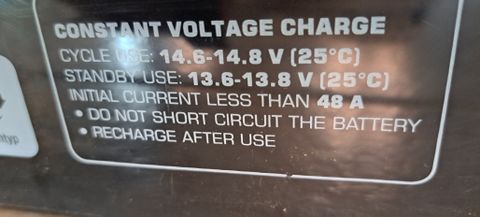 CONSTANT VOLTAGE CHARGE
CYCLE USE: 14.6-14.8 V (25°C)
STANDBY USE: 13.6-13.8 V (25°C)
INITIAL CURRENT LESS THAN 48 A
• DO NOT SHORT CIRCUIT THE BATTERY
• RECHARGE AFTER USE